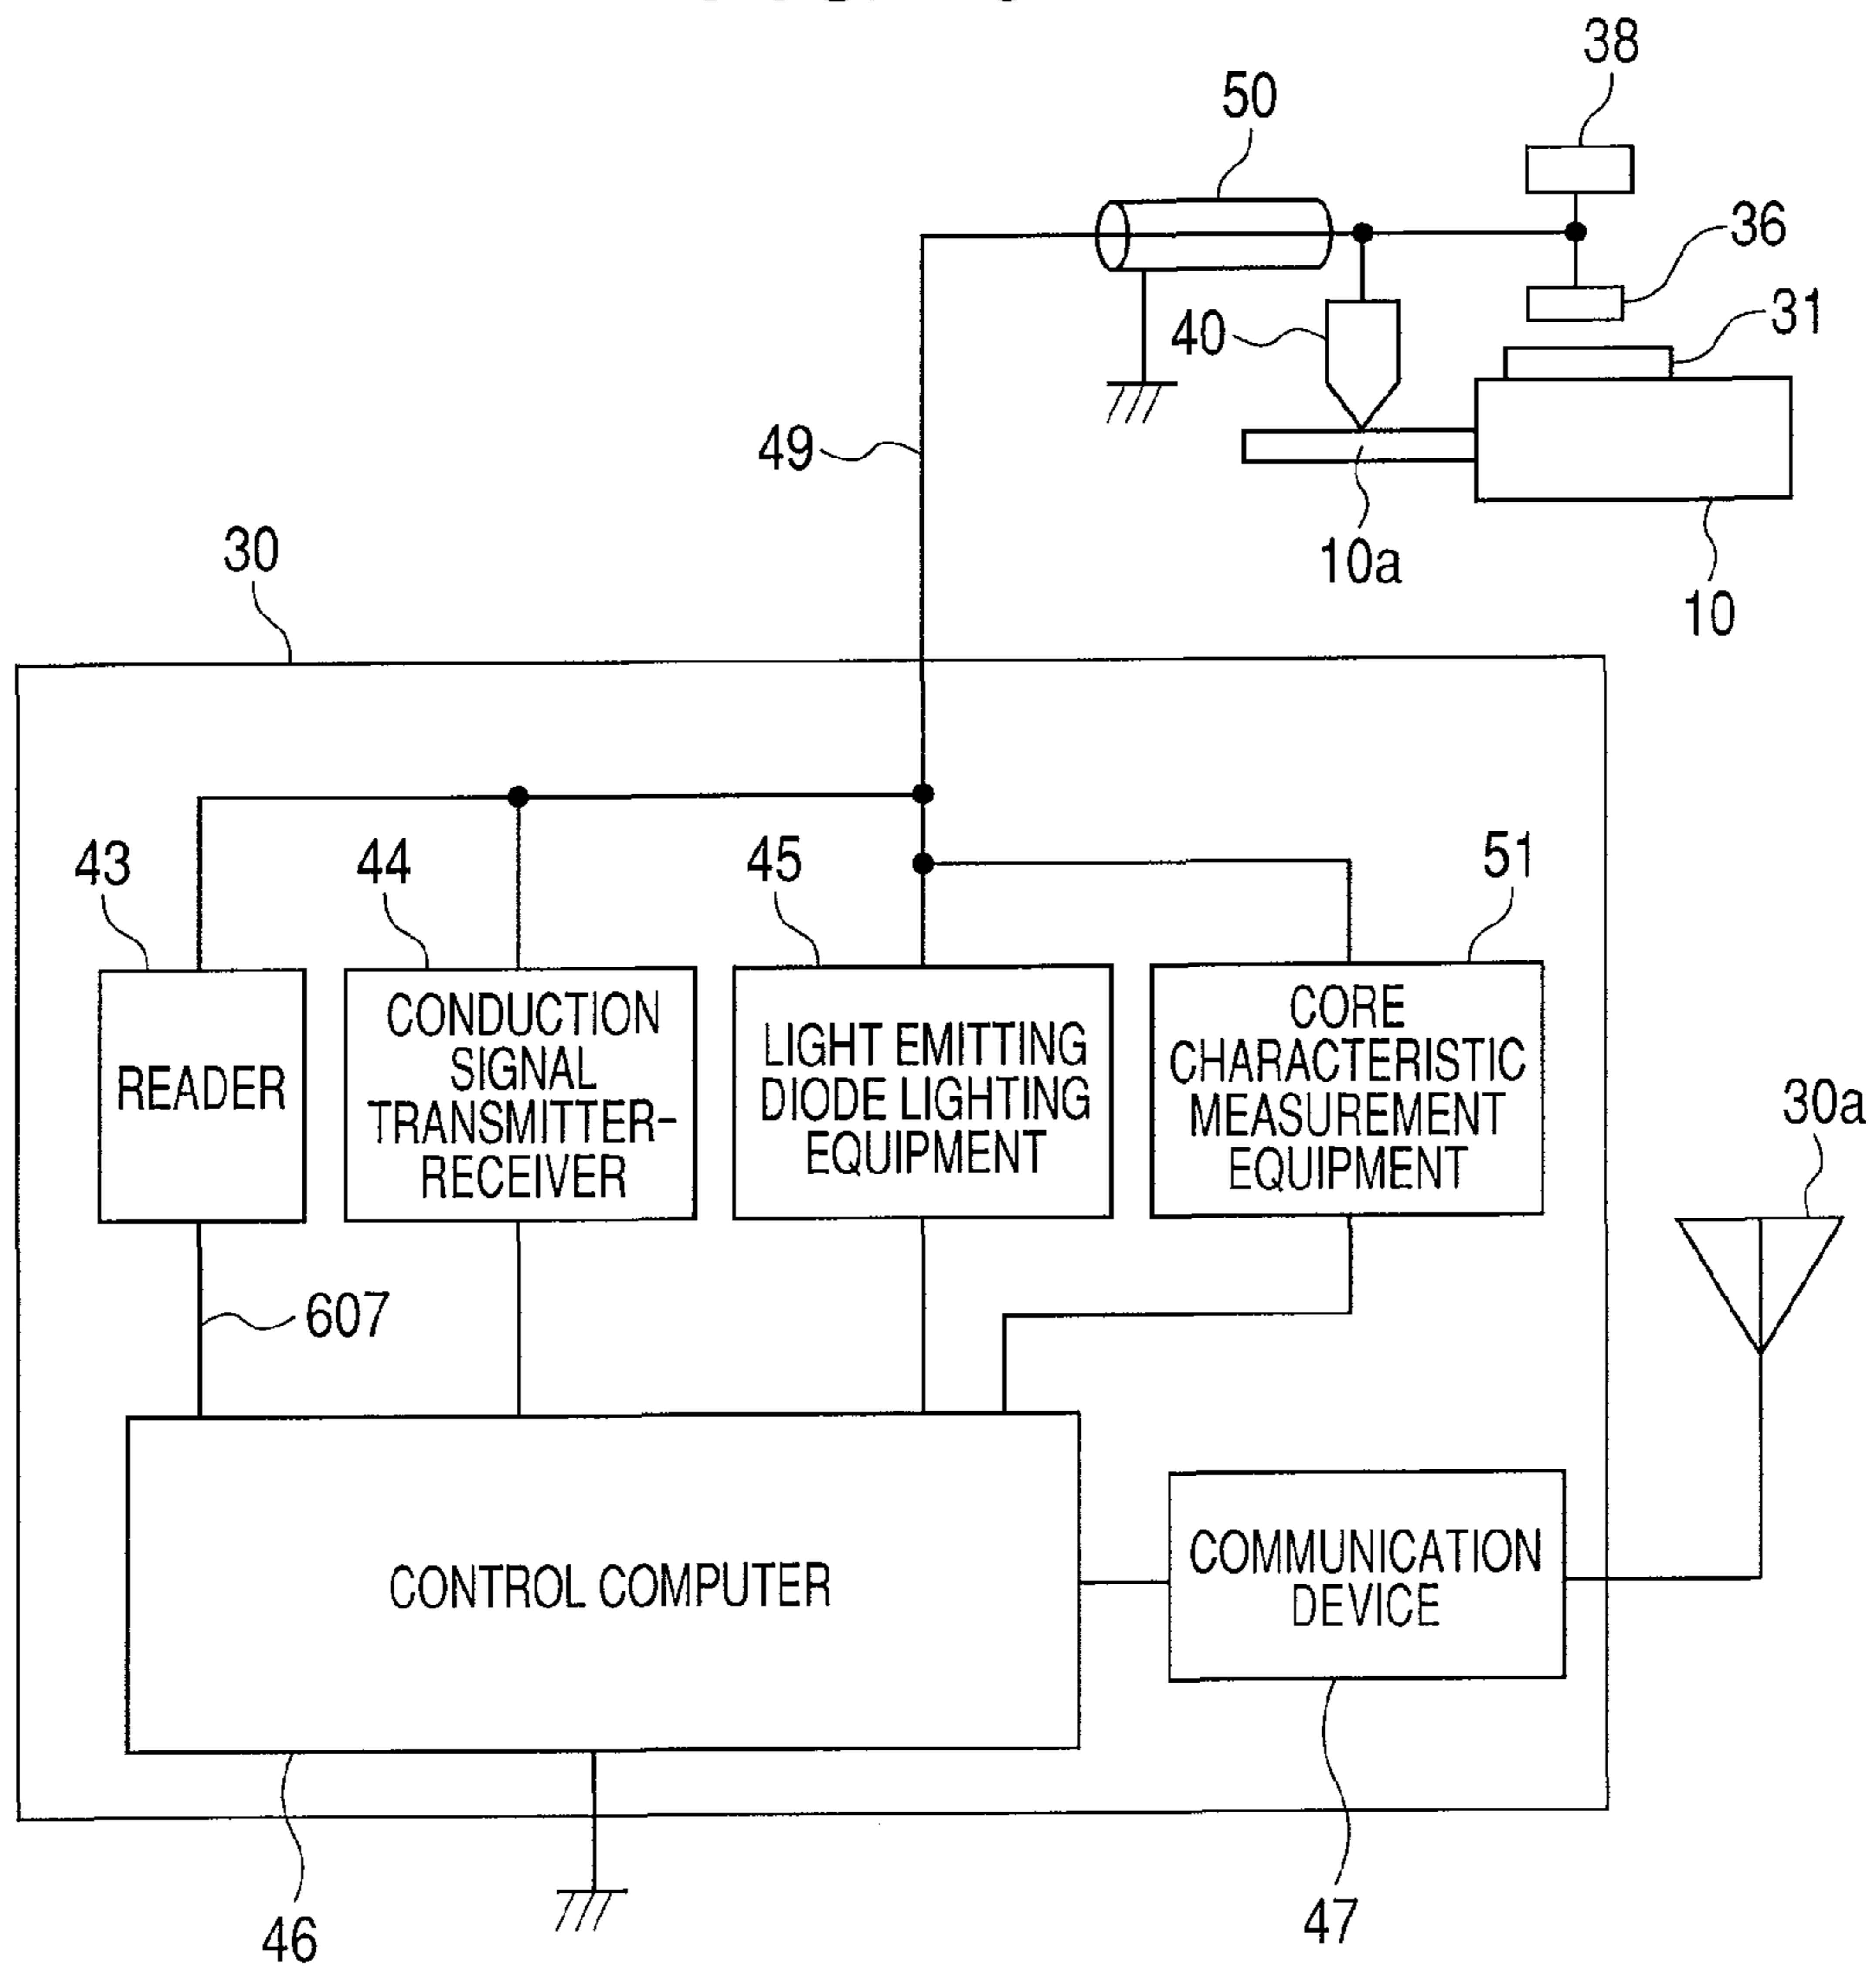 38
50
36
31
40
49
10a
30
10
43
44
45
51
CONDUCTION
SIGNAL
TRANSMITTER-
RECEIVER
READER
LIGHT EMITTING
DIODE LIGHTING
EQUIPMENT
CORE
CHARACTERISTIC
MEASUREMENT
EQUIPMENT
30a
607
CONTROL COMPUTER
COMMUNICATION
DEVICE
46
47